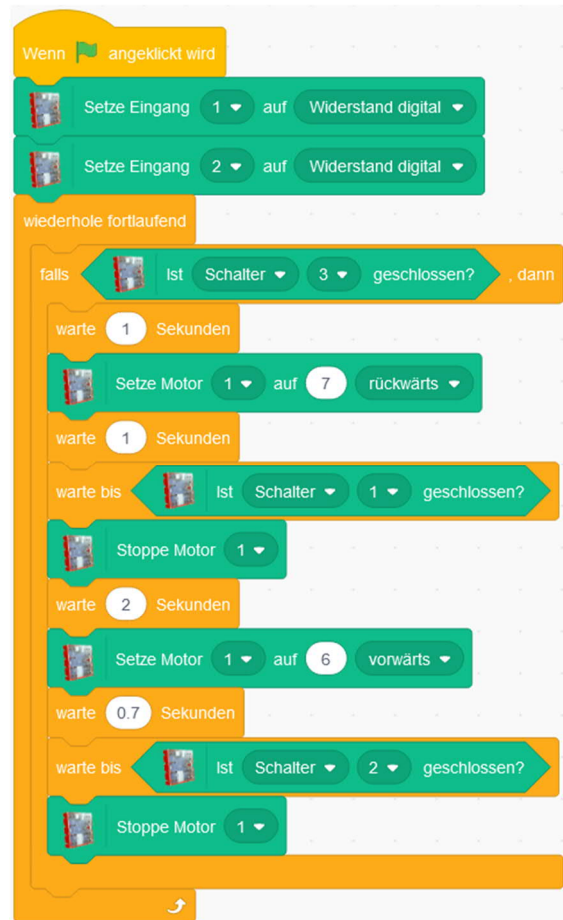 Wenn angeklickt wird
Setze Eingang 1 auf Widerstand digital
Setze Eingang 2 auf Widerstand digital
wiederhole fortlaufend
falls Ist Schalter 3 geschlossen? , dann
warte 1 Sekunden
Setze Motor 1 auf 7 rückwärts
warte 1 Sekunden
warte bis Ist Schalter 1 geschlossen?
Stoppe Motor 1
warte 2 Sekunden
Setze Motor 1 auf 6 vorwärts
warte 0.7 Sekunden
warte bis Ist Schalter 2 geschlossen?
Stoppe Motor 1